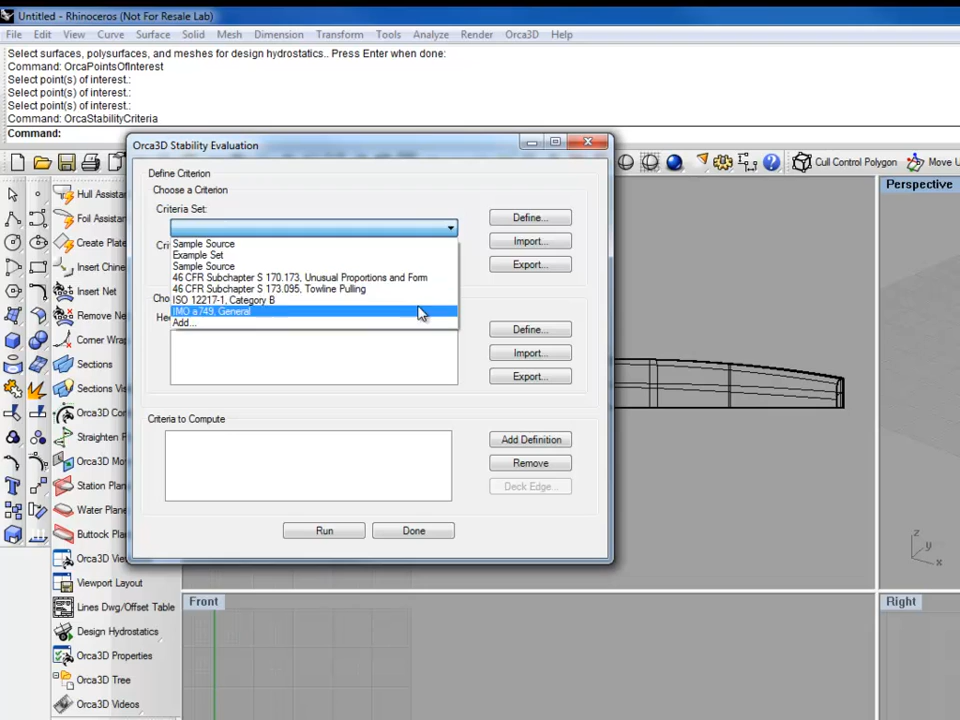 Untitled - Rhinoceros (Not For Resale Lab)
File Edit View Curve Surface Solid Mesh Dimension Transform Tools Analyze Render Orca3D Help
Select surfaces, polysurfaces, and meshes for design hydrostatics.. Press Enter when done:
Command: OrcaPointsOfInterest
Select point(s) of interest.:
Select point(s) of interest.:
Select point(s) of interest.:
Command: OrcaStabilityCriteria
Command:
Orca3D Stability Evaluation
Define Criterion
Choose a Criterion
Criteria Set:
Define...
Import...
Export...
Sample Source
Example Set
Sample Source
46 CFR Subchapter S 170.173, Unusual Proportions and Form
46 CFR Subchapter S 173.095, Towline Pulling
ISO 12217-1, Category B
IMO a749, General
Add...
Define...
Import...
Export...
Criteria to Compute
Add Definition
Remove
Deck Edge...
Run
Done
Cull Control Polygon
Move
Hull Assista
Foil Assista
Create Plate
Insert Chine
Insert Net
Remove Ne
Corner Wrap
Sections
Sections Vis
Orca3D Cor
Straighten F
Orca3D Mov
Station Plan
Water Plane
Buttock Plan
Orca3D View
Viewport Layout
Lines Dwg/Offset Table
Design Hydrostatics
Orca3D Properties
Orca3D Tree
Orca3D Videos
Perspective
z
y
x
Front
Right